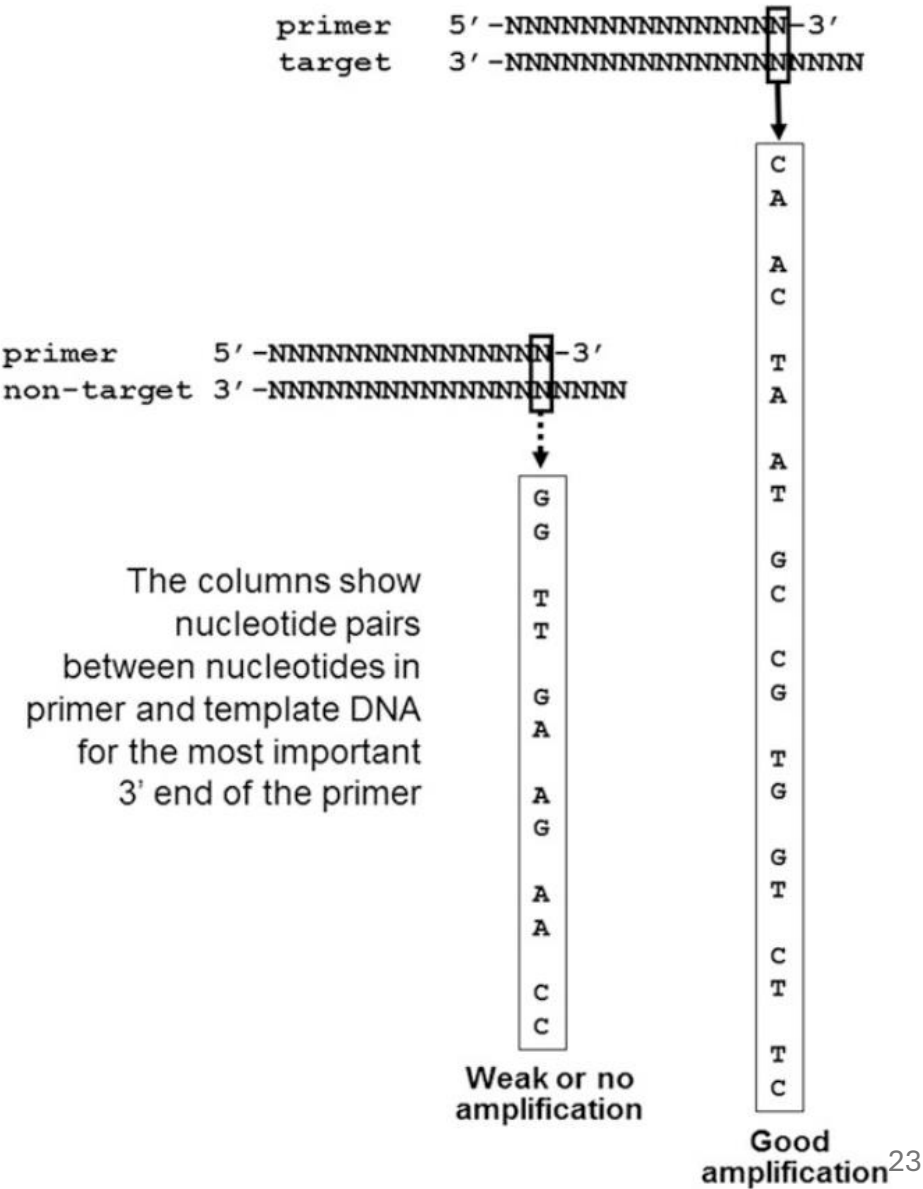 primer 5′-NNNNNNNNNNNNNNN-3′
target 3′-NNNNNNNNNNNNNNNNNNN
C
A
A
C
T
A
A
T
G
C
C
G
T
G
G
T
C
T
T
C
Good
amplification
primer 5′-NNNNNNNNNNNNNNN-3′
non-target 3′-NNNNNNNNNNNNNNNNNNN
G
G
T
T
G
A
A
G
A
A
C
C
Weak or no
amplification
The columns show
nucleotide pairs
between nucleotides in
primer and template DNA
for the most important
3’ end of the primer
23